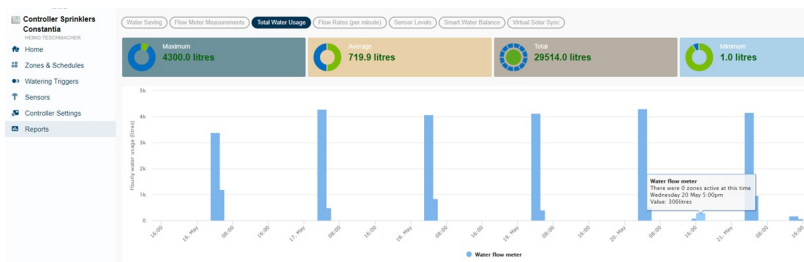 Controller Sprinklers
Constantia
HEINO TESCHMACHER
Home
Zones & Schedules
Watering Triggers
Sensors
Controller Settings
Reports
Water Saving
Flow Meter Measurements
Total Water Usage
Flow Rates (per minute)
Sensor Levels
Smart Water Balance
Virtual Solar Sync
Maximum
4300.0 litres
Average
719.9 litres
Total
29514.0 litres
Minimum
1.0 litres
Hourly water usage (litres)
5k
4k
3k
2k
1k
0
Water flow meter
There were 0 zones active at this time
Wednesday 20 May 5:00pm
Value: 306litres
16:00
16. May
08:00
16:00
17. May
08:00
16:00
18. May
08:00
16:00
19. May
08:00
16:00
20. May
08:00
16:00
21. May
08:00
16:00
Water flow meter